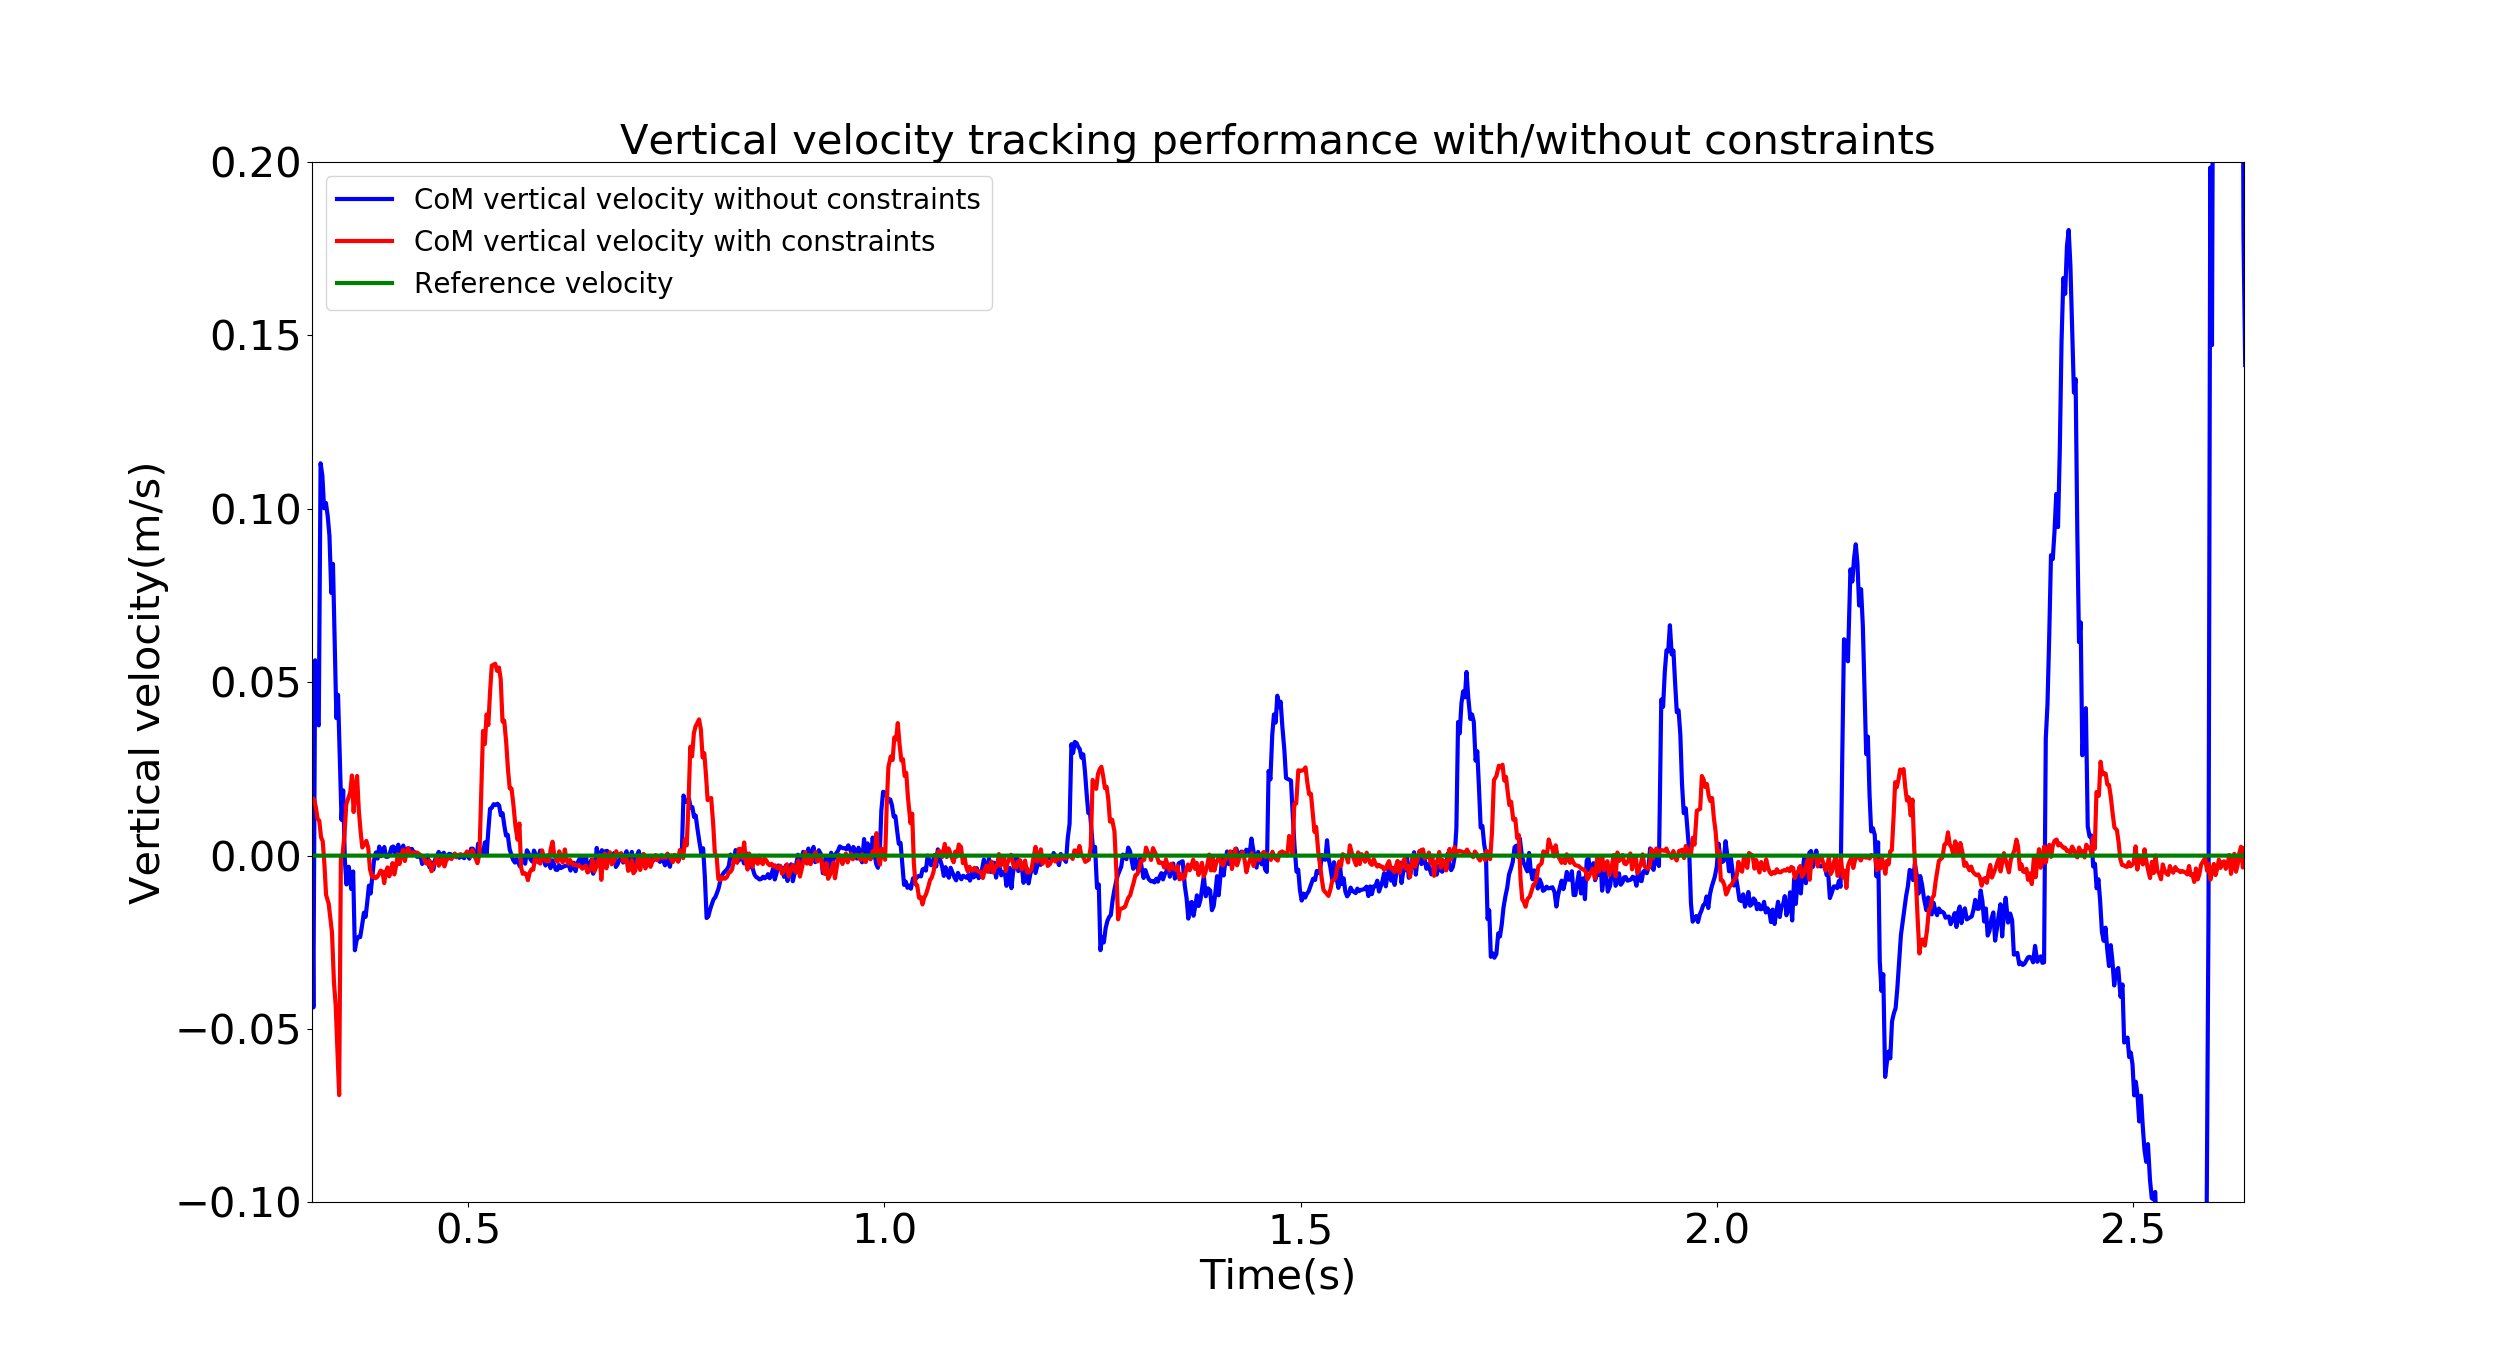 Vertical velocity tracking performance with/without constraints
0.20
0.15
0.10
0.05
0.00
−0.05
−0.10
Vertical velocity(m/s)
CoM vertical velocity without constraints
CoM vertical velocity with constraints
Reference velocity
0.5 1.0 1.5 2.0 2.5
Time(s)